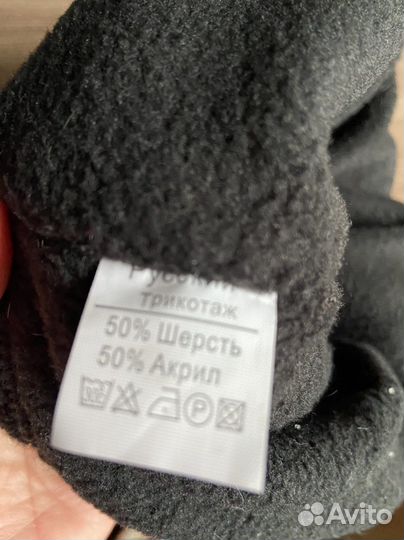 Русский
Трикотаж
50% Шерсть
50% Акрил
P
Avito